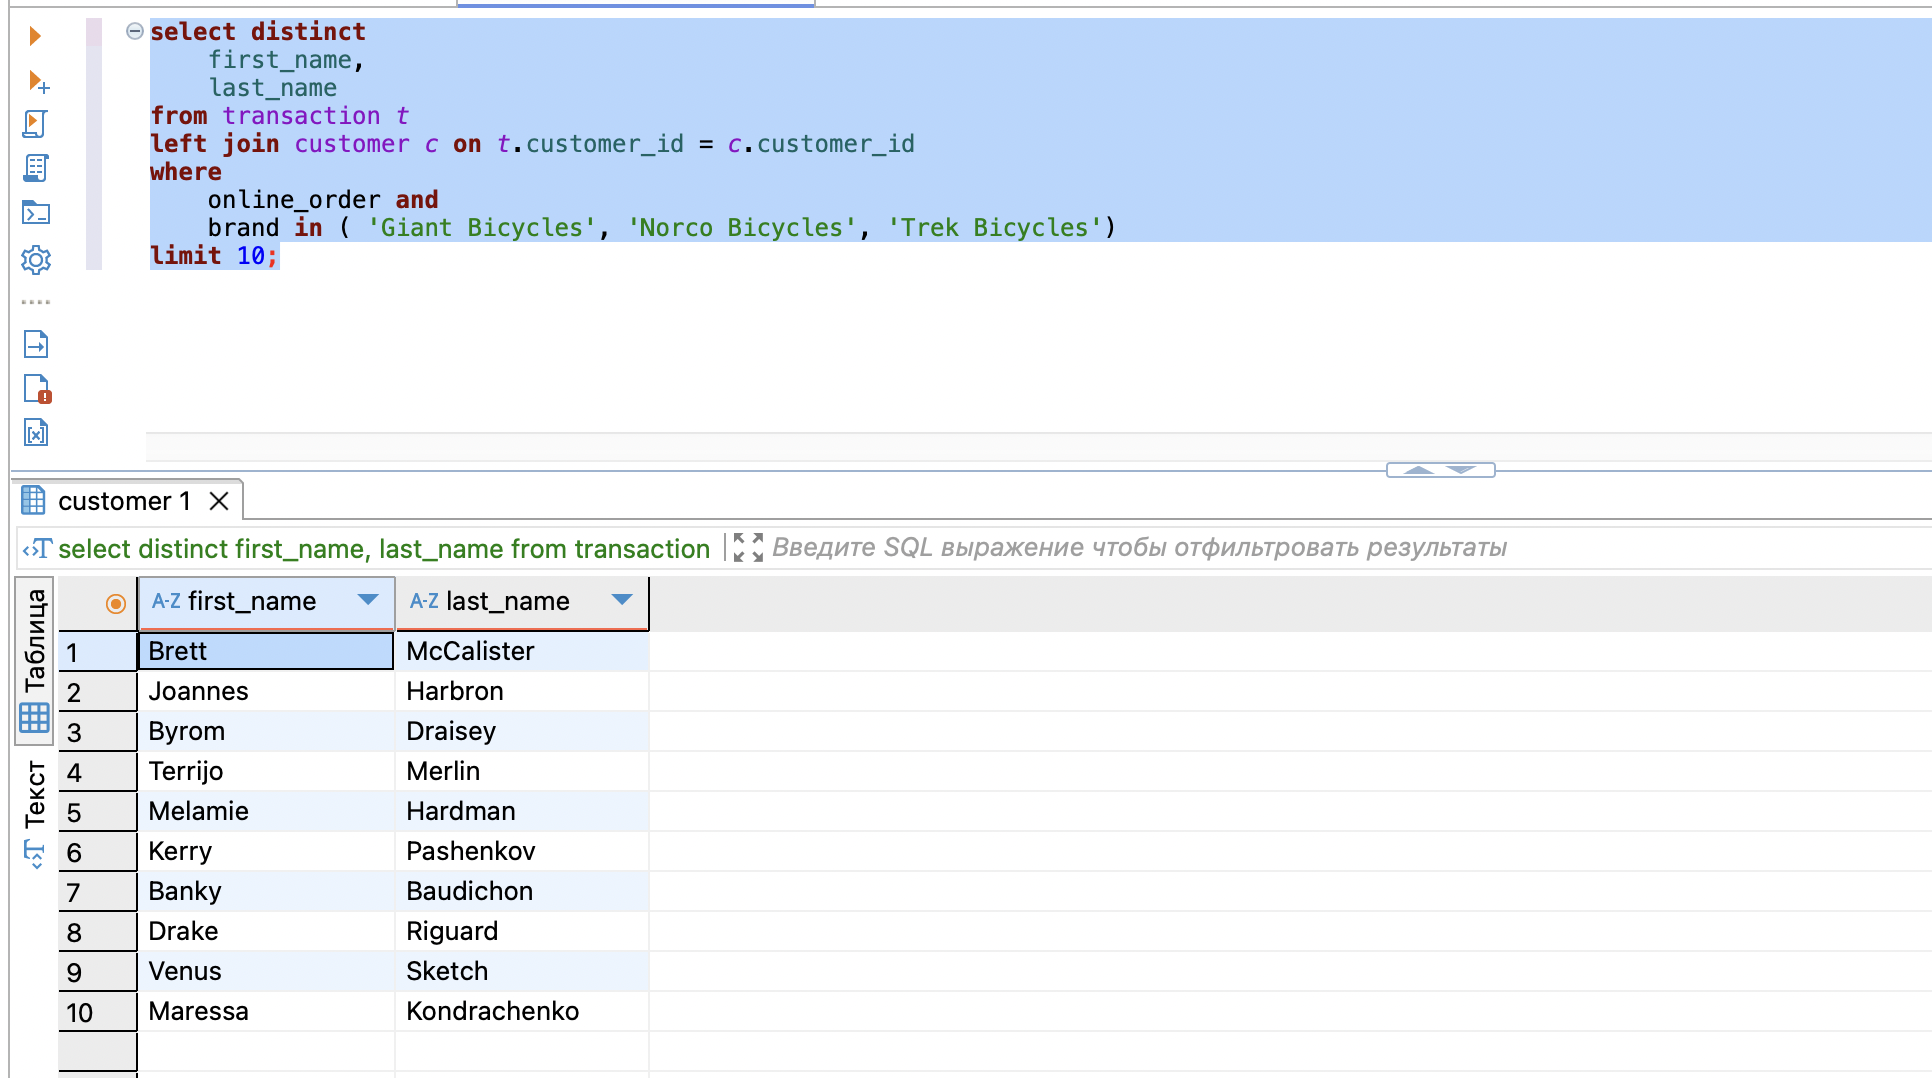 select distinct
    first_name,
    last_name
from transaction t
left join customer c on t.customer_id = c.customer_id
where
    online_order and
    brand in ( 'Giant Bicycles', 'Norco Bicycles', 'Trek Bicycles')
limit 10;
customer 1
select distinct first_name, last_name from transaction
Введите SQL выражение чтобы отфильтровать результаты
Таблица
Текст
A-Z first_name A-Z last_name
1 Brett McCalister
2 Joannes Harbron
3 Byrom Draisey
4 Terrijo Merlin
5 Melamie Hardman
6 Kerry Pashenkov
7 Banky Baudichon
8 Drake Riguard
9 Venus Sketch
10 Maressa Kondrachenko